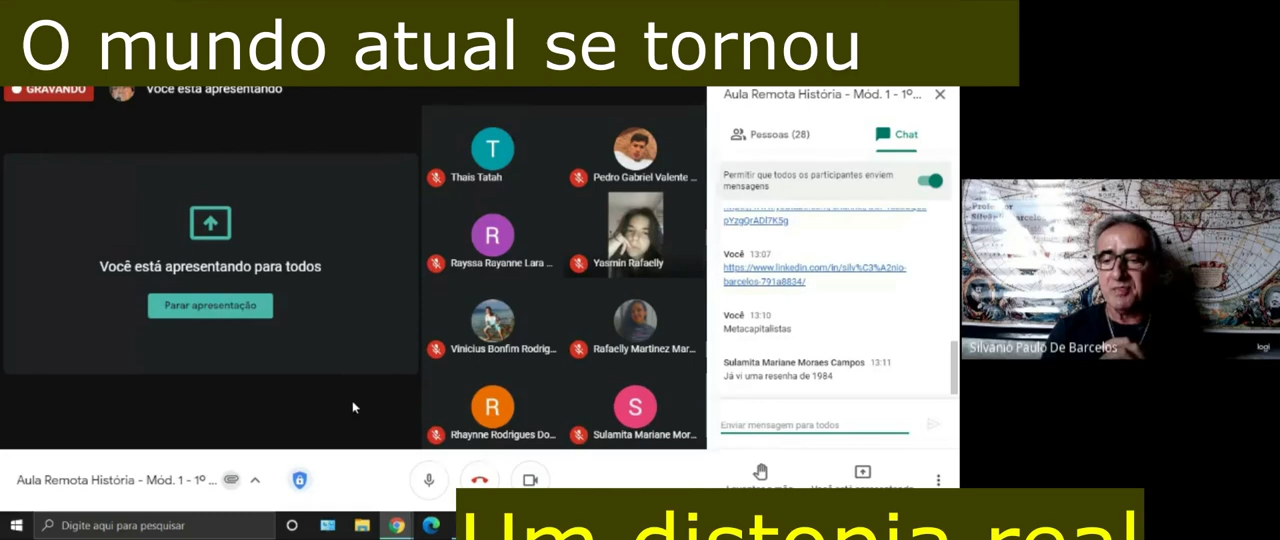 O mundo atual se tornou
GRAVANDO
Você está apresentando
Você está apresentando para todos
Parar apresentação
T
Thais Tatah
Pedro Gabriel Valente ...
R
Rayssa Rayanne Lara ...
Yasmin Rafaelly
Vinicius Bonfim Rodrig...
Rafaelly Martinez Mar...
R
Rhaynne Rodrigues Do...
S
Sulamita Mariane Mor...
Aula Remota História - Mód. 1 - 1º...
Pessoas (28)
Chat
Permitir que todos os participantes enviem
mensagens
Você 13:07
https://www.linkedin.com/in/silv%C3%A2nio-
barcelos-791a8834/
Você 13:10
Metacapitalistas
Sulamita Mariane Moraes Campos 13:11
Já vi uma resenha de 1984
Enviar mensagem para todos
Silvânio Paulo De Barcelos
logi
Aula Remota História - Mód. 1 - 1º ...
Digite aqui para pesquisar
Um distopia real